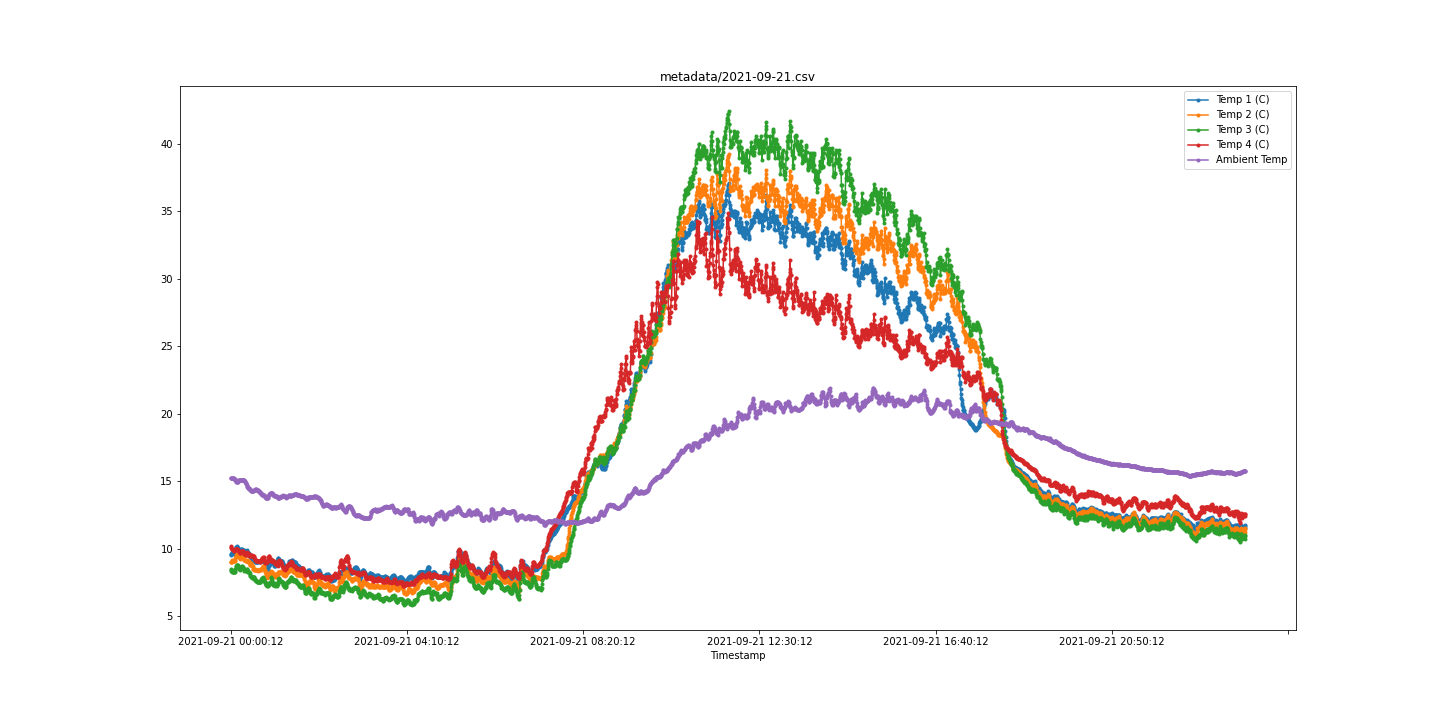 metadata/2021-09-21.csv
Temp 1 (C)
Temp 2 (C)
Temp 3 (C)
Temp 4 (C)
Ambient Temp
40
35
30
25
20
15
10
5
2021-09-21 00:00:12 2021-09-21 04:10:12 2021-09-21 08:20:12 2021-09-21 12:30:12 2021-09-21 16:40:12 2021-09-21 20:50:12
Timestamp